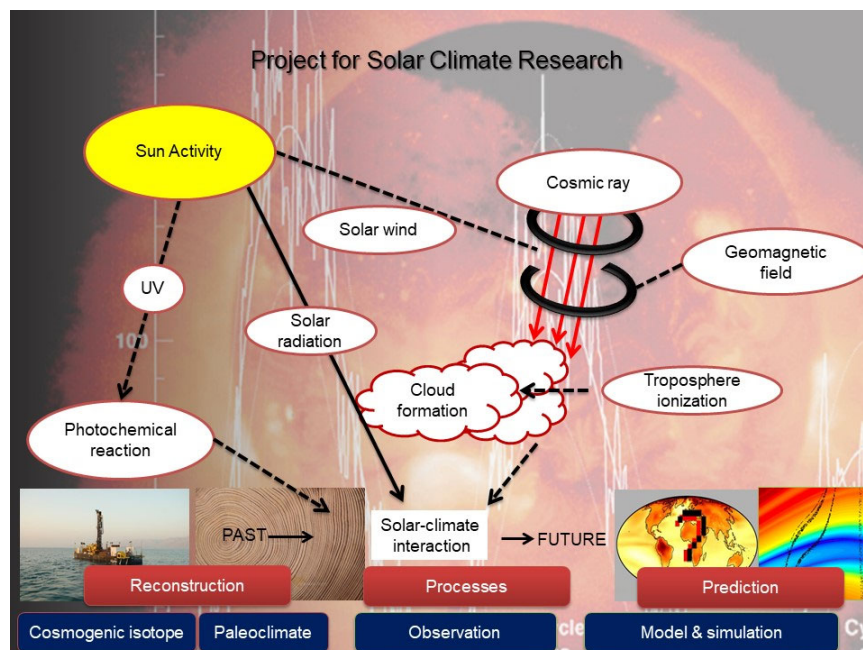 Project for Solar Climate Research
Sun Activity
Cosmic ray
Solar wind
Geomagnetic
field
UV
Solar
radiation
100
Cloud
formation
Troposphere
ionization
Photochemical
reaction
PAST
Solar-climate
interaction
FUTURE
?
Reconstruction
Processes
Prediction
Cosmogenic isotope
Paleoclimate
Observation
Model & simulation